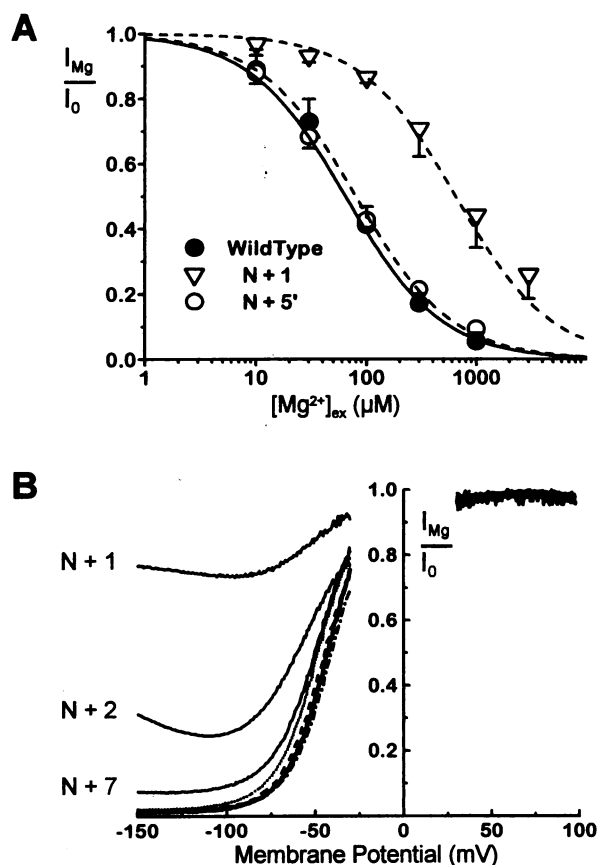 A
I_Mg
I_0
1.0
0.8
0.6
0.4
0.2
0.0
WildType
N + 1
N + 5'
1
10
100
1000
[Mg²⁺]ₑₓ (µM)
B
1.0
I_Mg
I_0
0.8
0.6
0.4
0.2
N + 1
N + 2
N + 7
-150
-100
-50
0
50
100
Membrane Potential (mV)